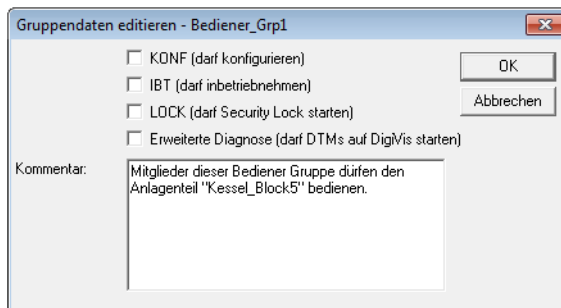 Gruppendaten editieren - Bediener_Grp1
KONF (darf konfigurieren)
OK
IBT (darf inbetriebnehmen)
Abbrechen
LOCK (darf Security Lock starten)
Erweiterte Diagnose (darf DTMs auf DigiVis starten)
Kommentar:
Mitglieder dieser Bediener Gruppe dürfen den
Anlagenteil "Kessel_Block5" bedienen.